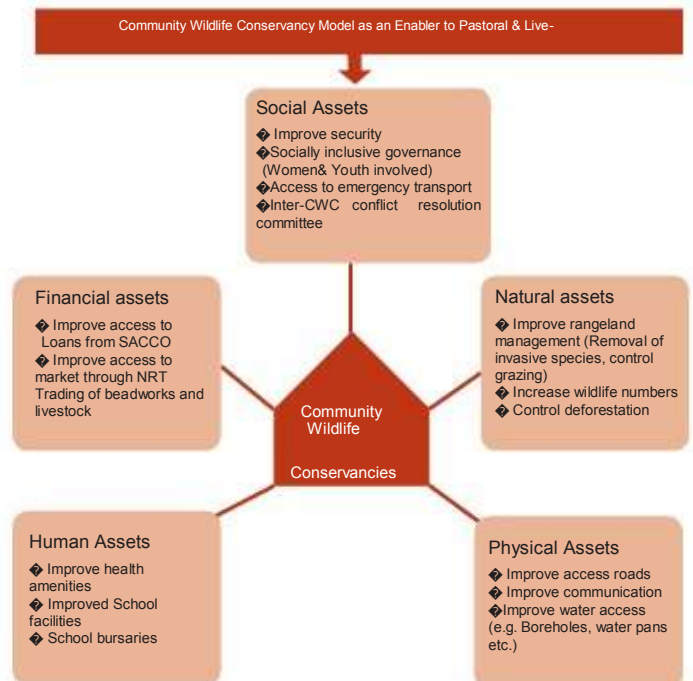 Community Wildlife Conservancy Model as an Enabler to Pastoral & Live-
Social Assets
� Improve security
�Socially inclusive governance
(Women& Youth involved)
�Access to emergency transport
�Inter-CWC conflict resolution
committee
Financial assets
� Improve access to
Loans from SACCO
� Improve access to
market through NRT
Trading of beadworks and
livestock
Natural assets
� Improve rangeland
management (Removal of
invasive species, control
grazing)
� Increase wildlife numbers
� Control deforestation
Community
Wildlife
Conservancies
Human Assets
� Improve health
amenities
� Improved School
facilities
� School bursaries
Physical Assets
� Improve access roads
� Improve communication
�Improve water access
(e.g. Boreholes, water pans
etc.)